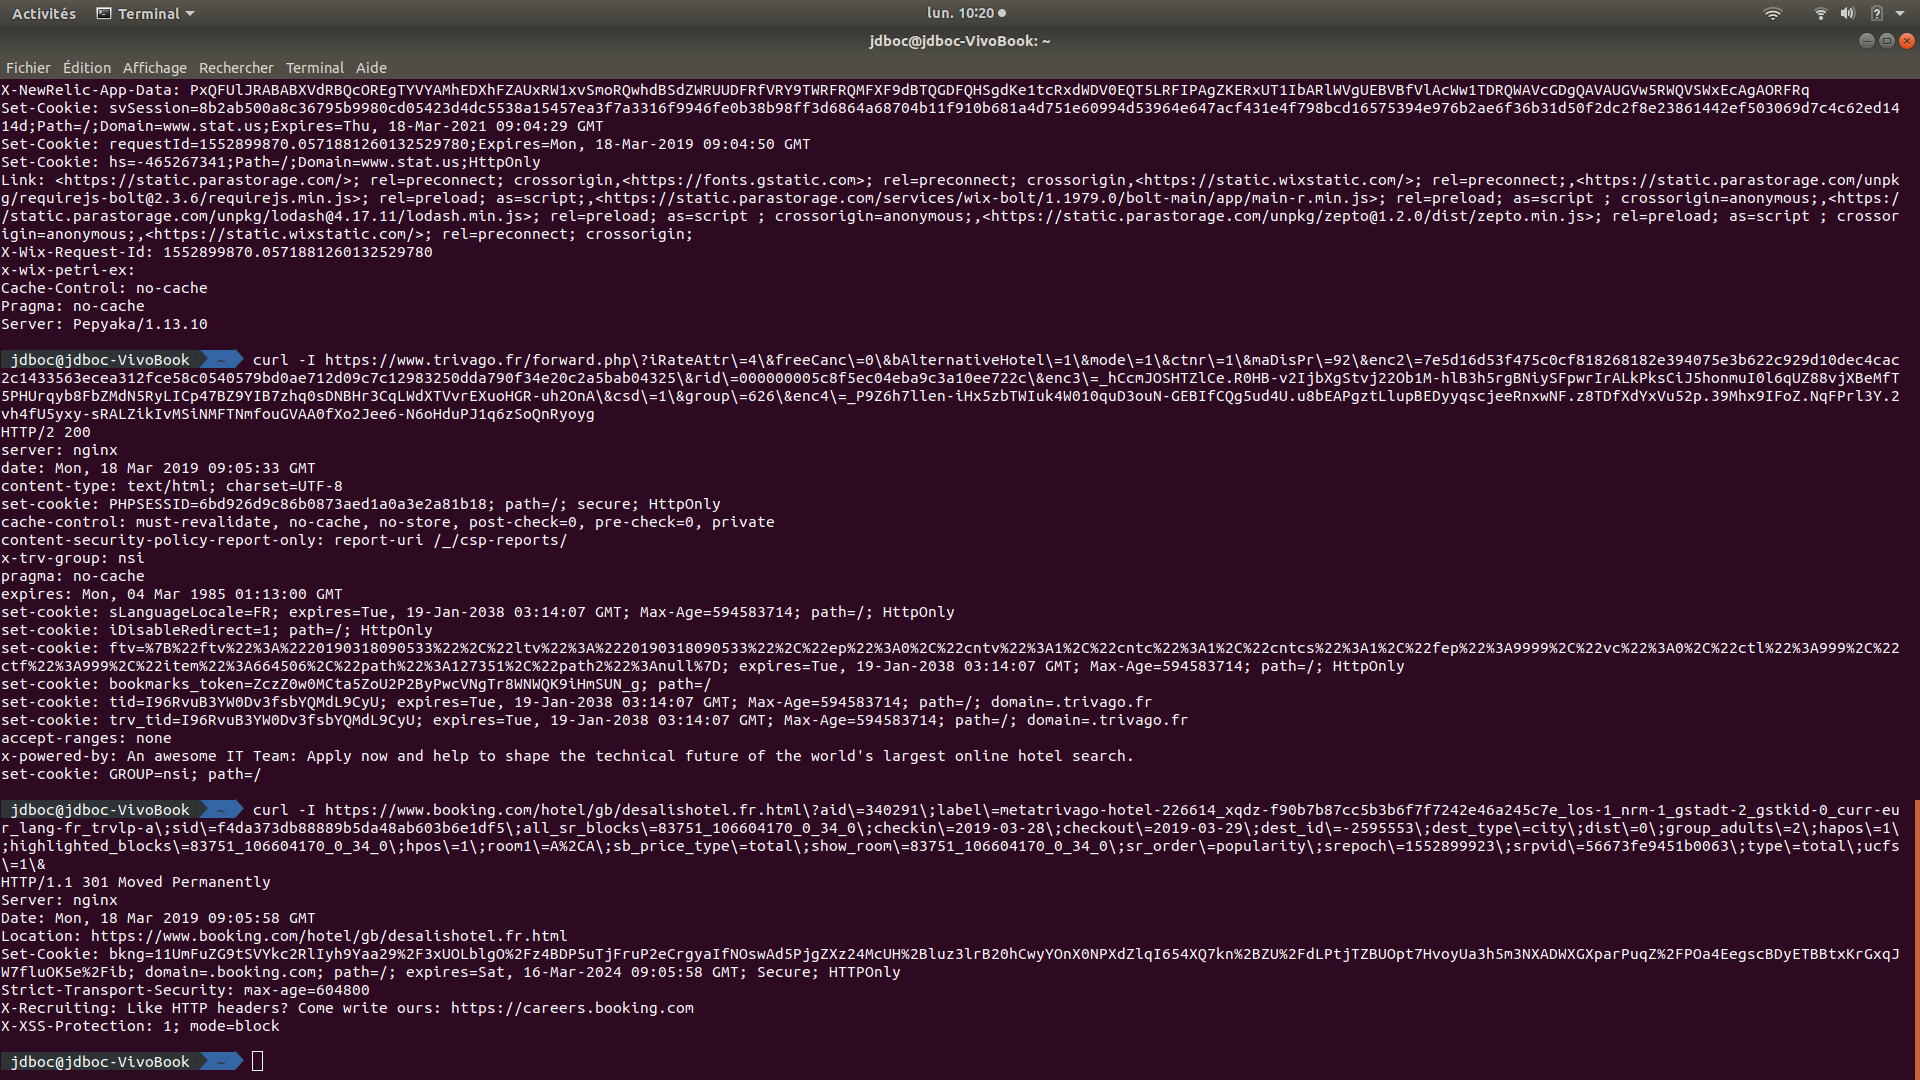 Activités Terminal lun. 10:20
jdboc@jdboc-VivoBook: ~
Fichier Édition Affichage Rechercher Terminal Aide
X-NewRelic-App-Data: PxQFUlJRABABXVdRBQcOREgTYVYAMhEDXhFZAUxRW1xvSmoRQwhdBSdZWRUUDFRfVRY9TWRFRQMFXF9dBTQGDFQHSgdKe1tcRxdWDV0EQT5LRFIPAgZKERxUT1IbARlWVgUEBVBfVlAcWw1TDRQWAVcGDgQAVAUGVw5RWQVSWxEcAgAORFRq
Set-Cookie: svSession=8b2ab500a8c36795b9980cd05423d4dc5538a15457ea3f7a3316f9946fe0b38b98ff3d6864a68704b11f910b681a4d751e60994d53964e647acf431e4f798bcd16575394e976b2ae6f36b31d50f2dc2f8e23861442ef503069d7c4c62ed14
14d;Path=/;Domain=www.stat.us;Expires=Thu, 18-Mar-2021 09:04:29 GMT
Set-Cookie: requestId=1552899870.0571881260132529780;Expires=Mon, 18-Mar-2019 09:04:50 GMT
Set-Cookie: hs=-465267341;Path=/;Domain=www.stat.us;HttpOnly
Link: <https://static.parastorage.com/>; rel=preconnect; crossorigin,<https://fonts.gstatic.com>; rel=preconnect; crossorigin,<https://static.wixstatic.com/>; rel=preconnect;,<https://static.parastorage.com/unpk
g/requirejs-bolt@2.3.6/requirejs.min.js>; rel=preload; as=script;,<https://static.parastorage.com/services/wix-bolt/1.1979.0/bolt-main/app/main-r.min.js>; rel=preload; as=script ; crossorigin=anonymous;,<https:/
/static.parastorage.com/unpkg/lodash@4.17.11/lodash.min.js>; rel=preload; as=script ; crossorigin=anonymous;,<https://static.parastorage.com/unpkg/zepto@1.2.0/dist/zepto.min.js>; rel=preload; as=script ; crossor
igin=anonymous;,<https://static.wixstatic.com/>; rel=preconnect; crossorigin;
X-Wix-Request-Id: 1552899870.0571881260132529780
x-wix-petri-ex:
Cache-Control: no-cache
Pragma: no-cache
Server: Pepyaka/1.13.10
jdboc@jdboc-VivoBook ~ curl -I https://www.trivago.fr/forward.php\?iRateAttr\=4\&freeCanc\=0\&bAlternativeHotel\=1\&mode\=1\&ctnr\=1\&maDisPr\=92\&enc2\=7e5d16d53f475c0cf818268182e394075e3b622c929d10dec4cac
2c1433563ecea312fce58c0540579bd0ae712d09c7c12983250dda790f34e20c2a5bab04325\&rid\=000000005c8f5ec04eba9c3a10ee722c\&enc3\=_hCcmJOSHTZlCe.R0HB-v2IjbXgStvj22Ob1M-hlB3h5rgBNiySFpwrIrALkPksCiJ5honmuI0l6qUZ88vjXBeMfT
5PHUrqyb8FbZMdN5RyLICp47BZ9YIB7zhq0sDNBHr3CqLWdXTVvrEXuoHGR-uh2OnA\&csd\=1\&group\=626\&enc4\=_P9Z6h7llen-iHx5zbTWIuk4W010quD3ouN-GEBIfCQg5ud4U.u8bEAPgztLlupBEDyyqscjeeRnxwNF.z8TDfXdYxVu52p.39Mhx9IFoZ.NqFPrl3Y.2
vh4fU5yxy-sRALZikIvMSiNMFTNmfouGVAA0fXo2Jee6-N6oHduPJ1q6zSoQnRyoyg
HTTP/2 200
server: nginx
date: Mon, 18 Mar 2019 09:05:33 GMT
content-type: text/html; charset=UTF-8
set-cookie: PHPSESSID=6bd926d9c86b0873aed1a0a3e2a81b18; path=/; secure; HttpOnly
cache-control: must-revalidate, no-cache, no-store, post-check=0, pre-check=0, private
content-security-policy-report-only: report-uri /_/csp-reports/
x-trv-group: nsi
pragma: no-cache
expires: Mon, 04 Mar 1985 01:13:00 GMT
set-cookie: sLanguageLocale=FR; expires=Tue, 19-Jan-2038 03:14:07 GMT; Max-Age=594583714; path=/; HttpOnly
set-cookie: iDisableRedirect=1; path=/; HttpOnly
set-cookie: ftv=%7B%22ftv%22%3A%2220190318090533%22%2C%22ltv%22%3A%2220190318090533%22%2C%22ep%22%3A0%2C%22cntv%22%3A1%2C%22cntc%22%3A1%2C%22cntcs%22%3A1%2C%22fep%22%3A9999%2C%22vc%22%3A0%2C%22ctl%22%3A999%2C%22
ctf%22%3A999%2C%22item%22%3A664506%2C%22path%22%3A127351%2C%22path2%22%3Anull%7D; expires=Tue, 19-Jan-2038 03:14:07 GMT; Max-Age=594583714; path=/; HttpOnly
set-cookie: bookmarks_token=ZczZ0w0MCta5ZoU2P2ByPwcVNgTr8WNWQK9iHmSUN_g; path=/
set-cookie: tid=I96RvuB3YW0Dv3fsbYQMdL9CyU; expires=Tue, 19-Jan-2038 03:14:07 GMT; Max-Age=594583714; path=/; domain=.trivago.fr
set-cookie: trv_tid=I96RvuB3YW0Dv3fsbYQMdL9CyU; expires=Tue, 19-Jan-2038 03:14:07 GMT; Max-Age=594583714; path=/; domain=.trivago.fr
accept-ranges: none
x-powered-by: An awesome IT Team: Apply now and help to shape the technical future of the world's largest online hotel search.
set-cookie: GROUP=nsi; path=/
jdboc@jdboc-VivoBook ~ curl -I https://www.booking.com/hotel/gb/desalishotel.fr.html\?aid\=340291\;label\=metatrivago-hotel-226614_xqdz-f90b7b87cc5b3b6f7f7242e46a245c7e_los-1_nrm-1_gstadt-2_gstkid-0_curr-eu
r_lang-fr_trvlp-a\;sid\=f4da373db88889b5da48ab603b6e1df5\;all_sr_blocks\=83751_106604170_0_34_0\;checkin\=2019-03-28\;checkout\=2019-03-29\;dest_id\=-2595553\;dest_type\=city\;dist\=0\;group_adults\=2\;hapos\=1\
;highlighted_blocks\=83751_106604170_0_34_0\;hpos\=1\;room1\=A%2CA\;sb_price_type\=total\;show_room\=83751_106604170_0_34_0\;sr_order\=popularity\;srepoch\=1552899923\;srpvid\=56673fe9451b0063\;type\=total\;ucfs
\=1\&
HTTP/1.1 301 Moved Permanently
Server: nginx
Date: Mon, 18 Mar 2019 09:05:58 GMT
Location: https://www.booking.com/hotel/gb/desalishotel.fr.html
Set-Cookie: bkng=11UmFuZG9tSVYkc2RlIyh9Yaa29%2F3xUOLblgO%2Fz4BDP5uTjFruP2eCrgyaIfNOswAd5PjgZXz24McUH%2Bluz3lrB20hCwyYOnX0NPXdZlqI654XQ7kn%2BZU%2FdLPtjTZBUOpt7HvoyUa3h5m3NXADWXGXparPuqZ%2FPOa4EegscBDyETBBtxKrGxqJ
W7fluOK5e%2Fib; domain=.booking.com; path=/; expires=Sat, 16-Mar-2024 09:05:58 GMT; Secure; HTTPOnly
Strict-Transport-Security: max-age=604800
X-Recruiting: Like HTTP headers? Come write ours: https://careers.booking.com
X-XSS-Protection: 1; mode=block
jdboc@jdboc-VivoBook ~